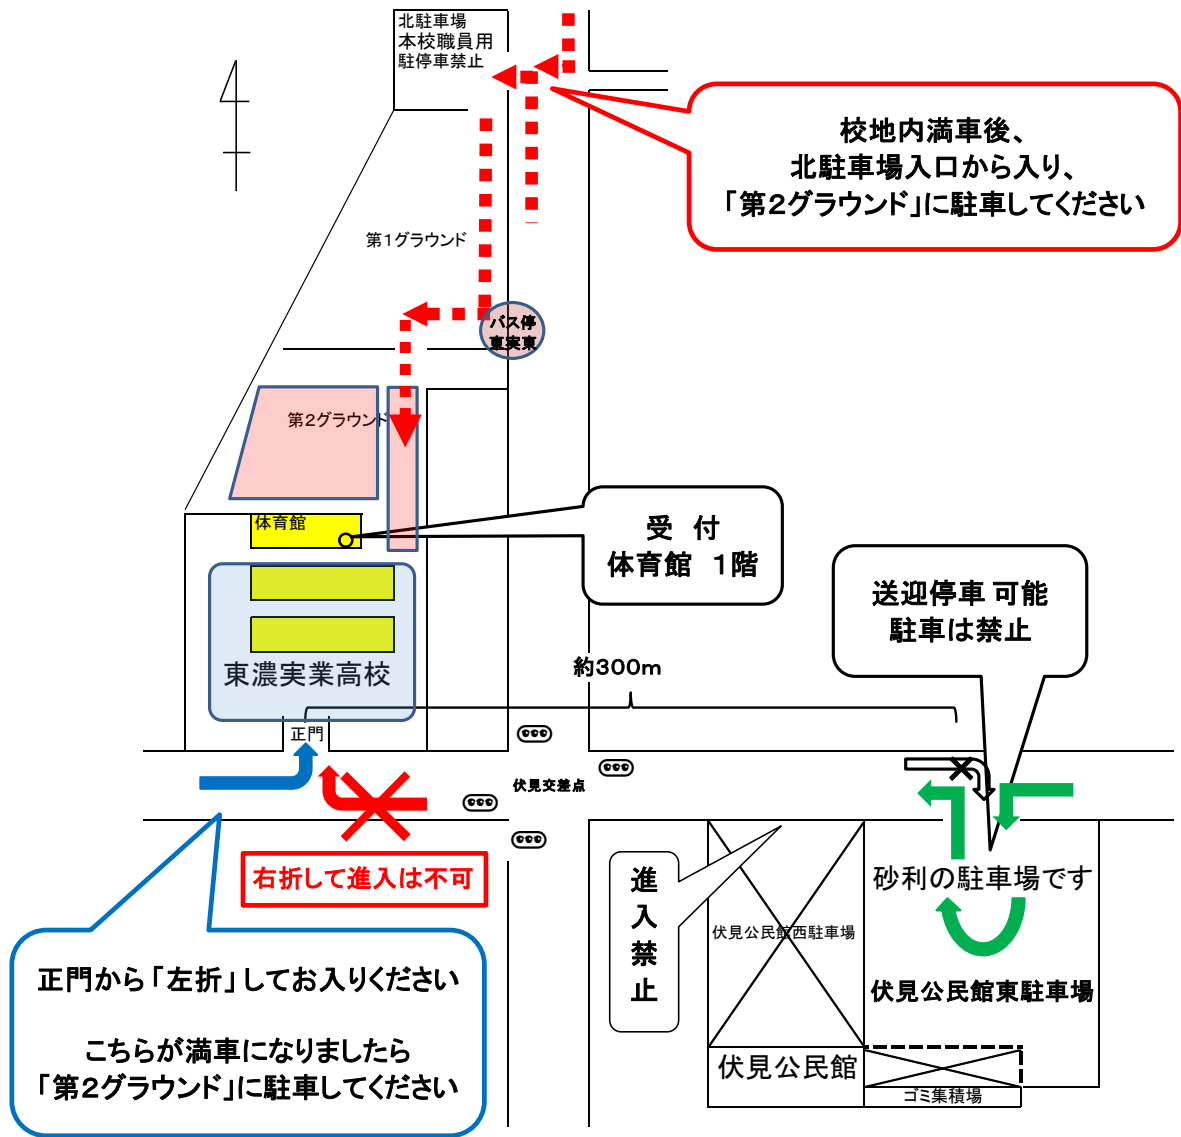 北駐車場
本校職員用
駐停車禁止
校地内満車後、
北駐車場入口から入り、
「第2グラウンド」に駐車してください
第1グラウンド
バス停
東実東
第2グラウンド
体育館
受　付
体育館　1階
送迎停車 可能
駐車は禁止
東濃実業高校
約300m
正門
伏見交差点
右折して進入は不可
進入禁止
砂利の駐車場です
伏見公民館西駐車場
伏見公民館東駐車場
正門から「左折」してお入りください
こちらが満車になりましたら
「第2グラウンド」に駐車してください
伏見公民館
ゴミ集積場